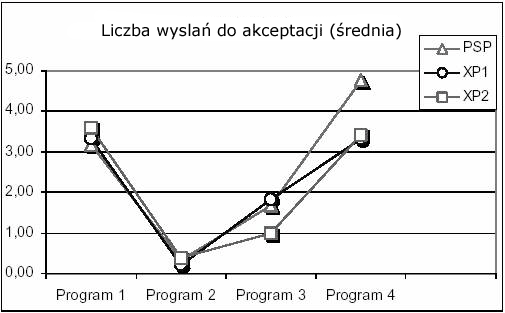 Liczba wyslań do akceptacji (średnia)
PSP
XP1
XP2
5,00
4,00
3,00
2,00
1,00
0,00
Program 1 Program 2 Program 3 Program 4